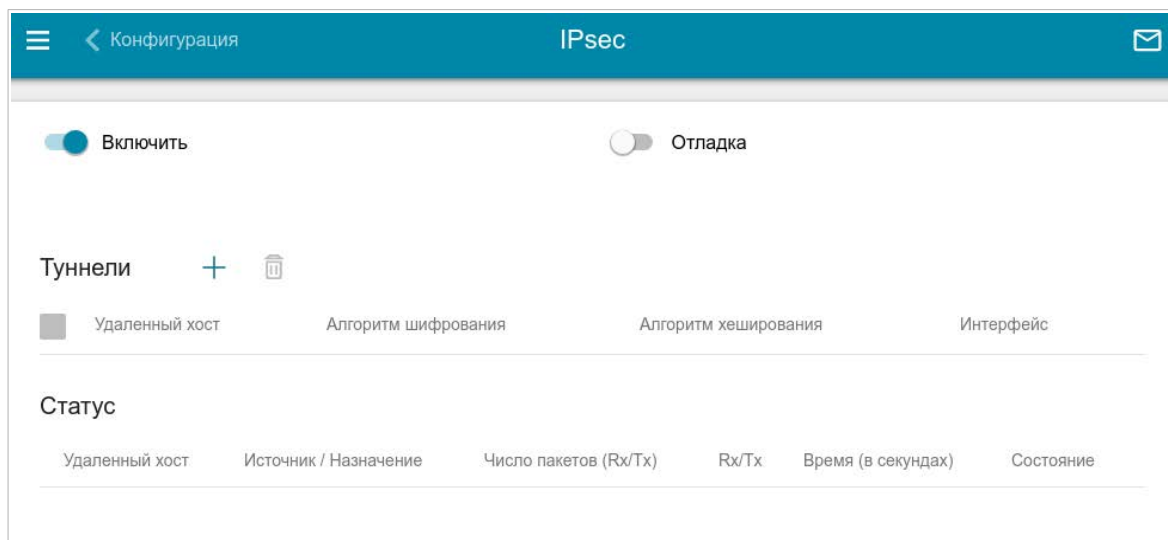 Конфигурация IPsec
Включить Отладка
Туннели
Удаленный хост Алгоритм шифрования Алгоритм хеширования Интерфейс
Статус
Удаленный хост Источник / Назначение Число пакетов (Rx/Tx) Rx/Tx Время (в секундах) Состояние